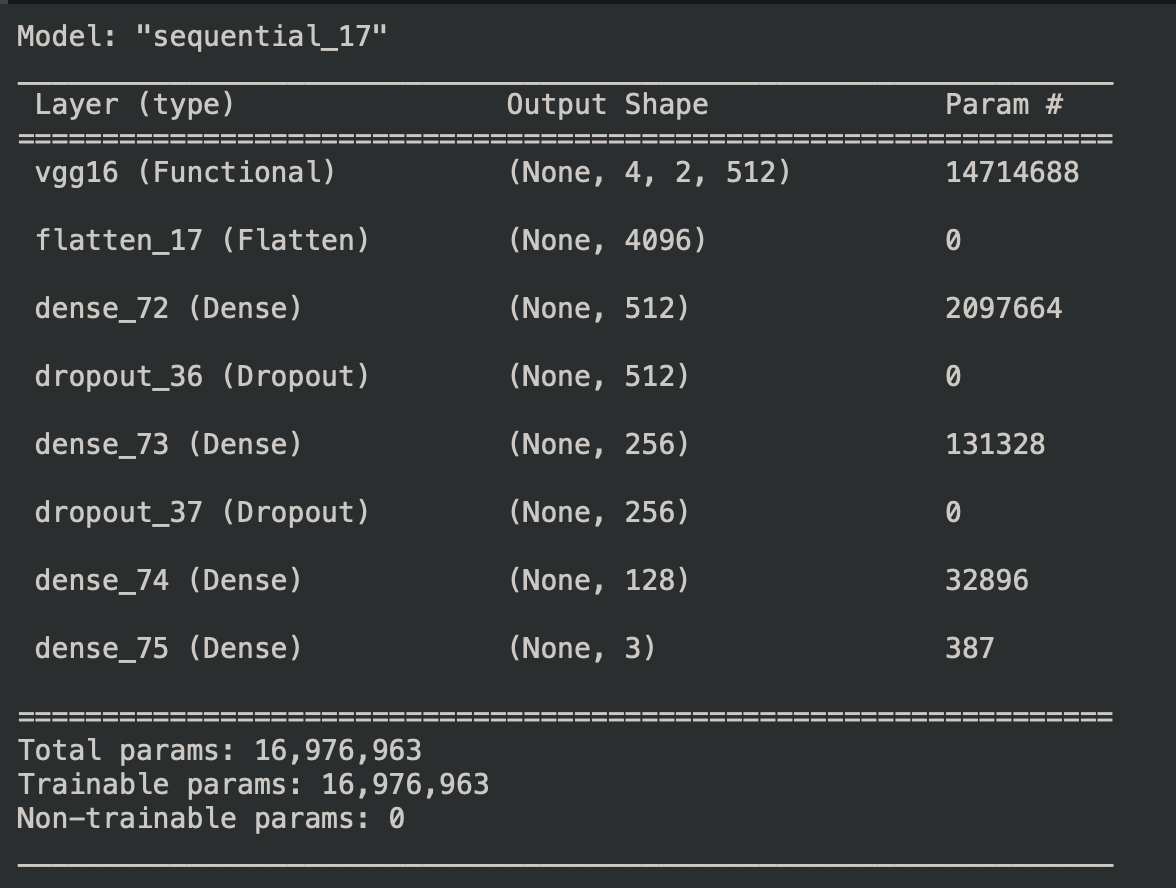 Model: "sequential_17"
Layer (type) Output Shape Param #
vgg16 (Functional) (None, 4, 2, 512) 14714688
flatten_17 (Flatten) (None, 4096) 0
dense_72 (Dense) (None, 512) 2097664
dropout_36 (Dropout) (None, 512) 0
dense_73 (Dense) (None, 256) 131328
dropout_37 (Dropout) (None, 256) 0
dense_74 (Dense) (None, 128) 32896
dense_75 (Dense) (None, 3) 387
Total params: 16,976,963
Trainable params: 16,976,963
Non-trainable params: 0